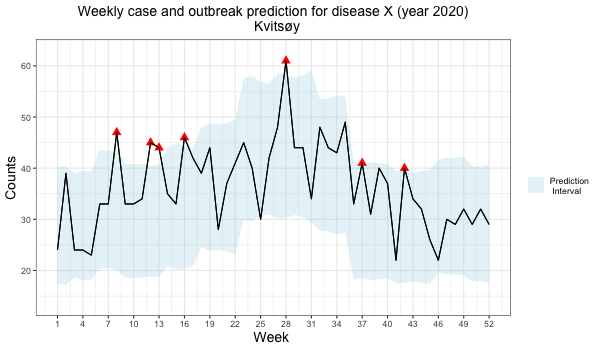 Weekly case and outbreak prediction for disease X (year 2020)
Kvitsøy
Counts
60
50
40
30
20
1 4 7 10 13 16 19 22 25 28 31 34 37 40 43 46 49 52
Week
Prediction
Interval